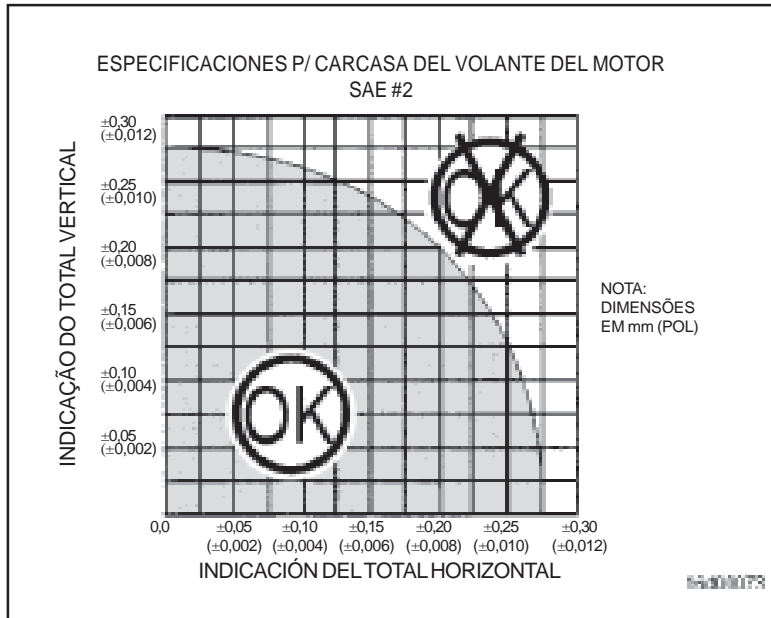 ESPECIFICACIONES P/ CARCASA DEL VOLANTE DEL MOTOR
SAE #2
INDICAÇÃO DO TOTAL VERTICAL
±0,30
(±0,012)
±0,25
(±0,010)
±0,20
(±0,008)
±0,15
(±0,006)
±0,10
(±0,004)
±0,05
(±0,002)
OK
OK
NOTA:
DIMENSÕES
EM mm (POL)
0,0 ±0,05 ±0,10 ±0,15 ±0,20 ±0,25 ±0,30
(±0,002) (±0,004) (±0,006) (±0,008) (±0,010) (±0,012)
INDICACIÓN DEL TOTAL HORIZONTAL